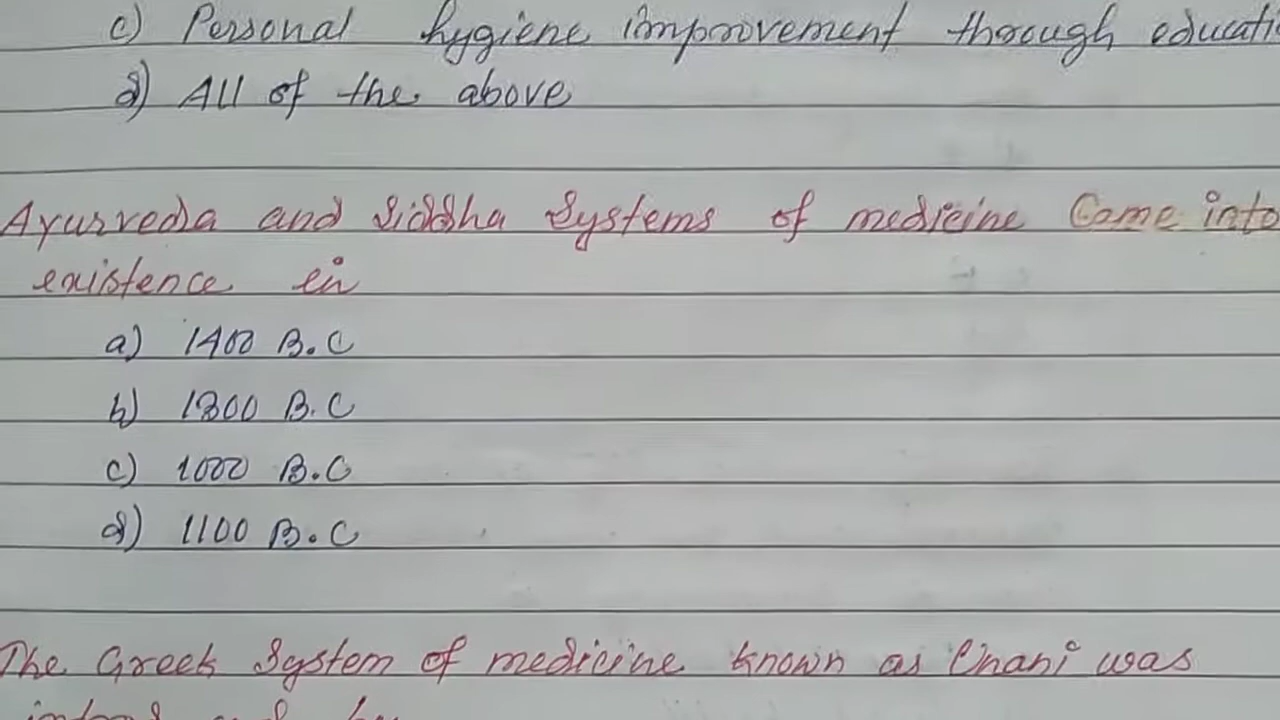 c) Personal hygiene improvement through educati
d) All of the above
Ayurveda and Siddha Systems of medicine Came into
existence in
a) 1400 B.C
b) 1300 B.C
c) 1000 B.C
d) 1100 B.C
The Greek System of medicine known as Unani was